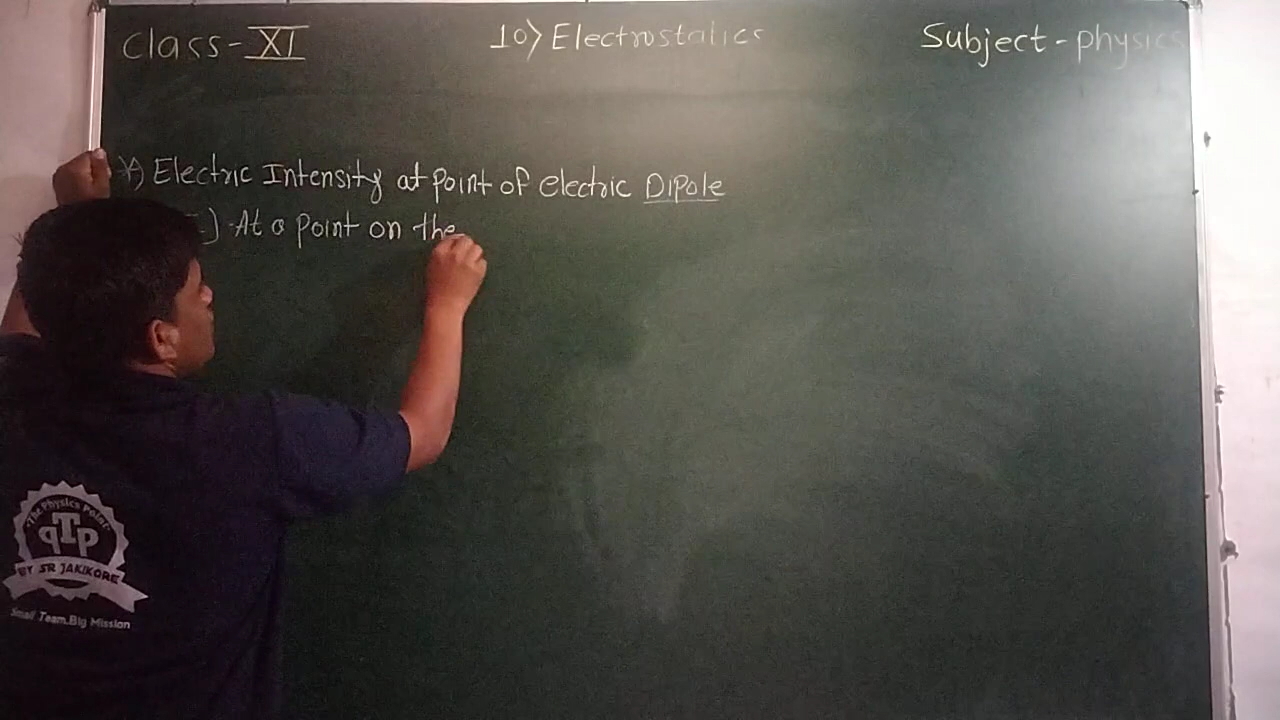 Class - XI
10) Electrostatics
Subject - physics
*) Electric Intensity at point of electric Dipole
I) At a point on the
The Physics Point
PTP
BY SR JAKIKORE
Small Team.Big Mission